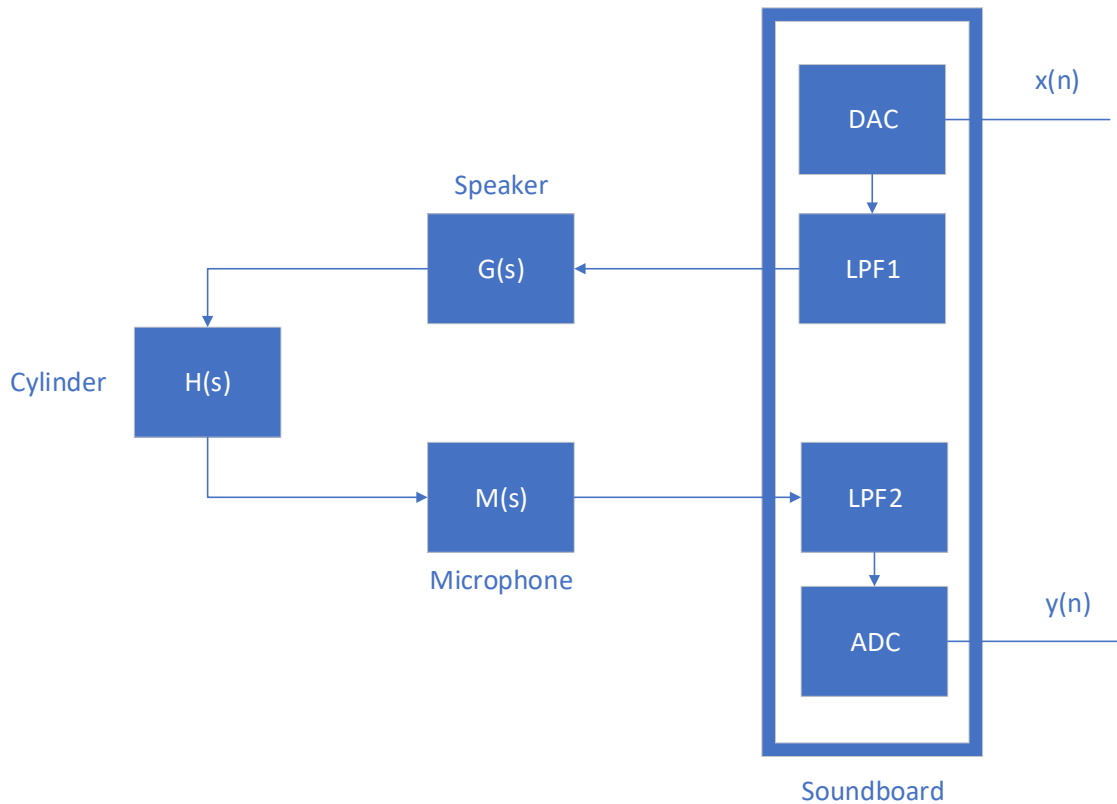 x(n)
DAC
Speaker
G(s)
LPF1
Cylinder
H(s)
M(s)
LPF2
Microphone
y(n)
ADC
Soundboard